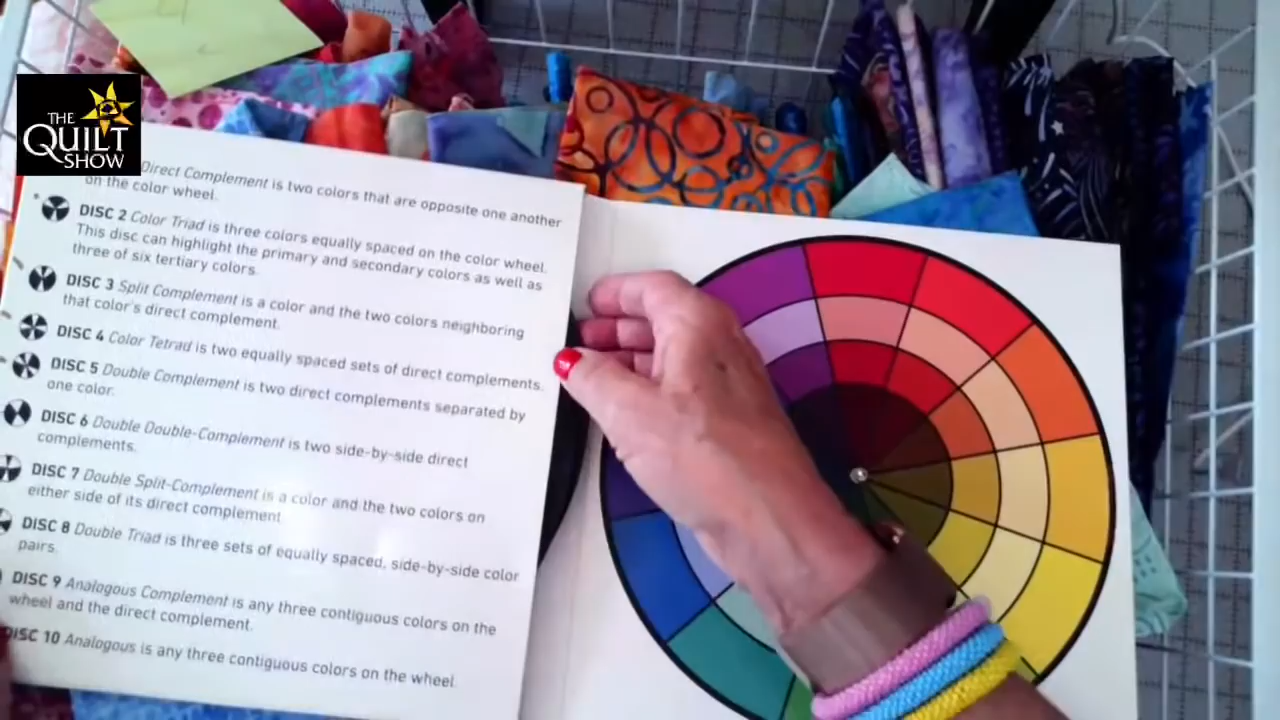 THE
QUILT
SHOW
Direct Complement is two colors that are opposite one another
on the color wheel.
DISC 2 Color Triad is three colors equally spaced on the color wheel.
This disc can highlight the primary and secondary colors as well as
three of six tertiary colors.
DISC 3 Split Complement is a color and the two colors neighboring
that color's direct complement.
DISC 4 Color Tetrad is two equally spaced sets of direct complements.
DISC 5 Double Complement is two direct complements separated by
one color.
DISC 6 Double Double-Complement is two side-by-side direct
complements.
DISC 7 Double Split-Complement is a color and the two colors on
either side of its direct complement
DISC 8 Double Triad is three sets of equally spaced, side-by-side color
pairs.
DISC 9 Analogous Complement is any three contiguous colors on the
wheel and the direct complement.
DISC 10 Analogous is any three contiguous colors on the wheel.